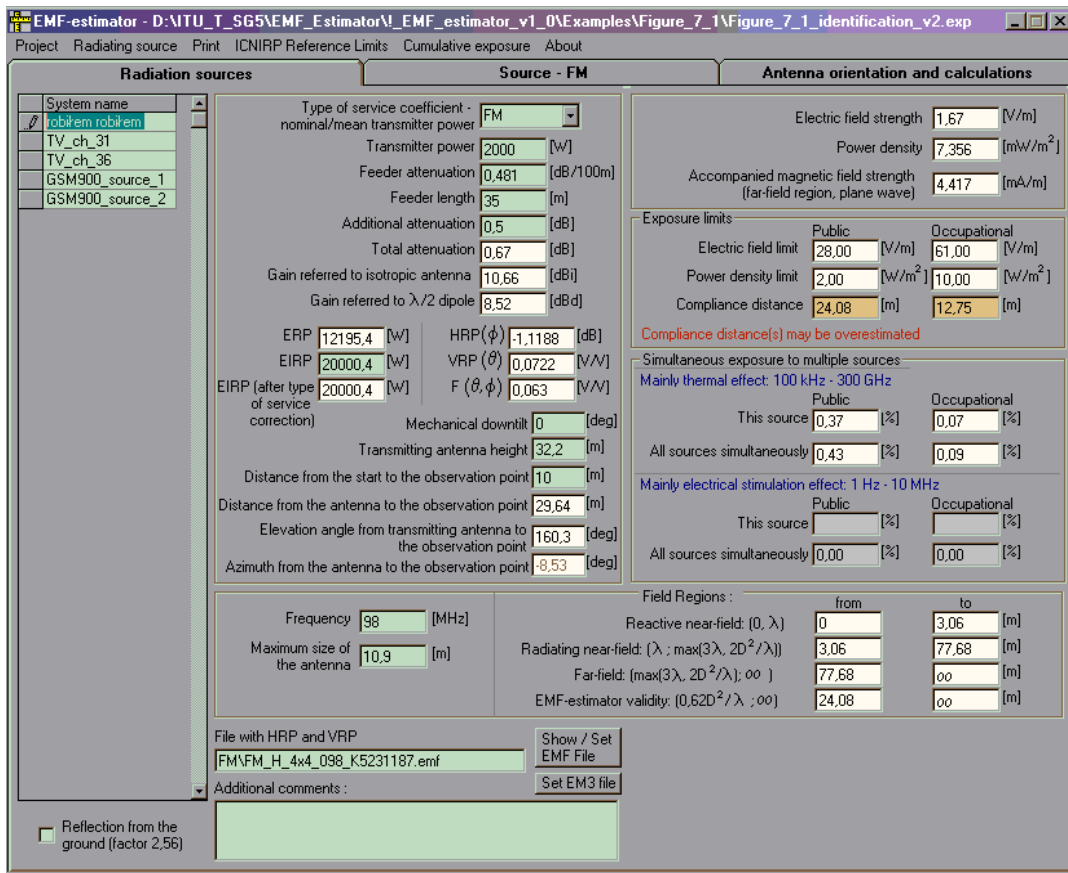 EMF-estimator - D:\ITU_T_SG5\EMF_Estimator\!_EMF_estimator_v1_0\Examples\Figure_7_1\Figure_7_1_identification_v2.exp
Project Radiating source Print ICNIRP Reference Limits Cumulative exposure About
Radiation sources
Source - FM
Antenna orientation and calculations
System name
robiłem robiłem
TV_ch_31
TV_ch_36
GSM900_source_1
GSM900_source_2
Reflection from the
ground (factor 2,56)
Type of service coefficient -
nominal/mean transmitter power FM
Transmitter power 2000 [W]
Feeder attenuation 0,481 [dB/100m]
Feeder length 35 [m]
Additional attenuation 0,5 [dB]
Total attenuation 0,67 [dB]
Gain referred to isotropic antenna 10,66 [dBi]
Gain referred to λ/2 dipole 8,52 [dBd]
ERP 12195,4 [W] HRP(ϕ) -1,1188 [dB]
EIRP 20000,4 [W] VRP (θ) 0,0722 [V/V]
EIRP (after type
of service
correction) 20000,4 [W] F (θ,ϕ) 0,063 [V/V]
Mechanical downtilt 0 [deg]
Transmitting antenna height 32,2 [m]
Distance from the start to the observation point 10 [m]
Distance from the antenna to the observation point 29,64 [m]
Elevation angle from transmitting antenna to
the observation point 160,3 [deg]
Azimuth from the antenna to the observation point -8,53 [deg]
Electric field strength 1,67 [V/m]
Power density 7,356 [mW/m²]
Accompanied magnetic field strength
(far-field region, plane wave) 4,417 [mA/m]
Exposure limits
Public Occupational
Electric field limit 28,00 [V/m] 61,00 [V/m]
Power density limit 2,00 [W/m²] 10,00 [W/m²]
Compliance distance 24,08 [m] 12,75 [m]
Compliance distance(s) may be overestimated
Simultaneous exposure to multiple sources
Mainly thermal effect: 100 kHz - 300 GHz
Public Occupational
This source 0,37 [%] 0,07 [%]
All sources simultaneously 0,43 [%] 0,09 [%]
Mainly electrical stimulation effect: 1 Hz - 10 MHz
Public Occupational
This source [%] [%]
All sources simultaneously 0,00 [%] 0,00 [%]
Frequency 98 [MHz]
Maximum size of
the antenna 10,9 [m]
Field Regions : from to
Reactive near-field: (0, λ) 0 3,06 [m]
Radiating near-field: (λ ; max(3λ, 2D²/λ)) 3,06 77,68 [m]
Far-field: (max(3λ, 2D²/λ); oo ) 77,68 oo [m]
EMF-estimator validity: (0,62D²/λ ;oo) 24,08 oo [m]
File with HRP and VRP
FM\FM_H_4x4_098_K5231187.emf
Show / Set
EMF File
Additional comments :
Set EM3 file